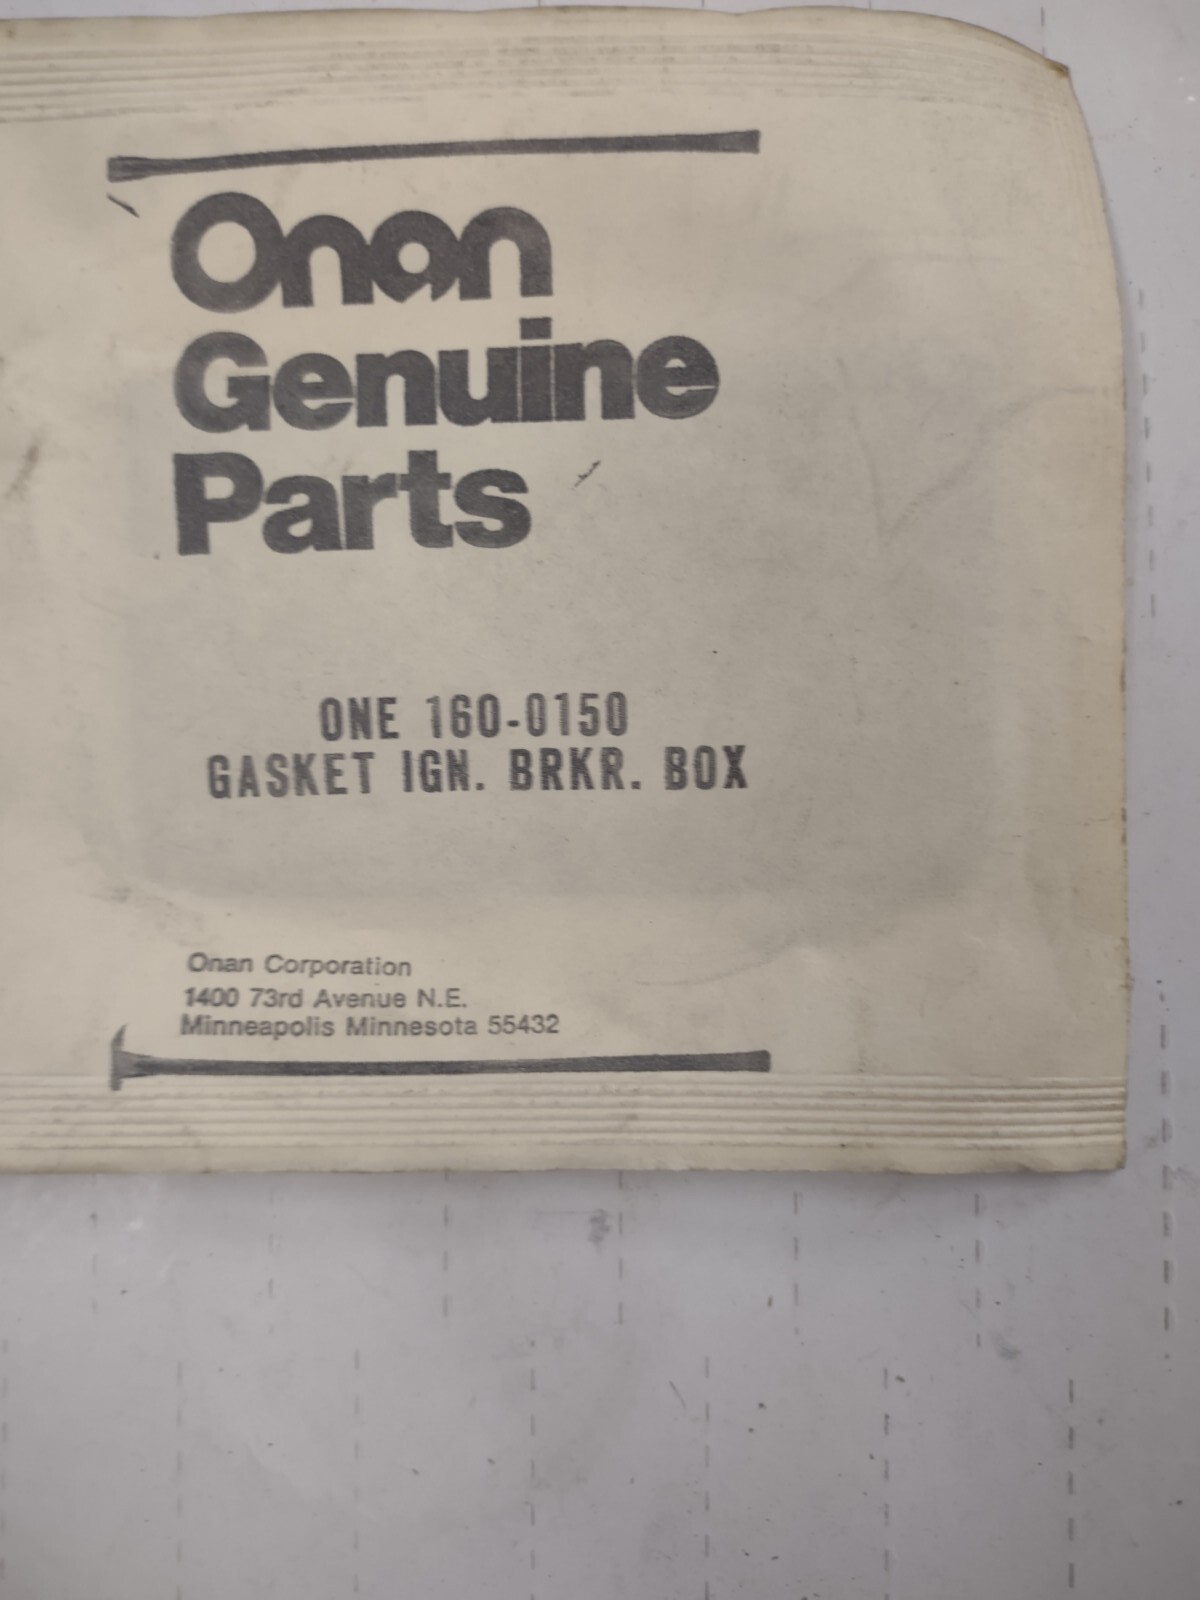 Onan
Genuine
Parts
ONE 160-0150
GASKET IGN. BRKR. BOX
Onan Corporation
1400 73rd Avenue N.E.
Minneapolis Minnesota 55432